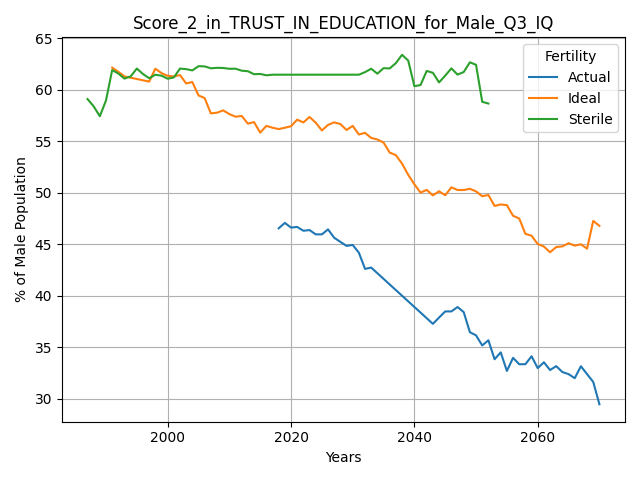 Score_2_in_TRUST_IN_EDUCATION_for_Male_Q3_IQ
65
60
55
50
45
40
35
30
% of Male Population
Fertility
Actual
Ideal
Sterile
2000
2020
2040
2060
Years